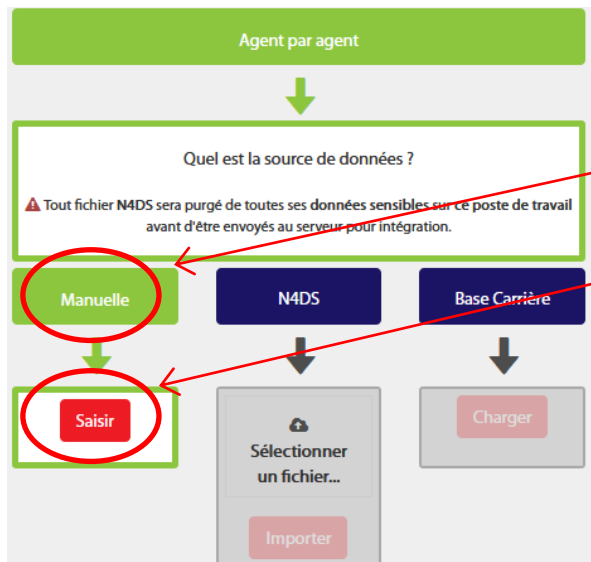 Agent par agent
Quel est la source de données ?
Tout fichier N4DS sera purgé de toutes ses données sensibles sur ce poste de travail
avant d'être envoyés au serveur pour intégration.
Manuelle
N4DS
Base Carrière
Saisir
Sélectionner
un fichier...
Charger
Importer